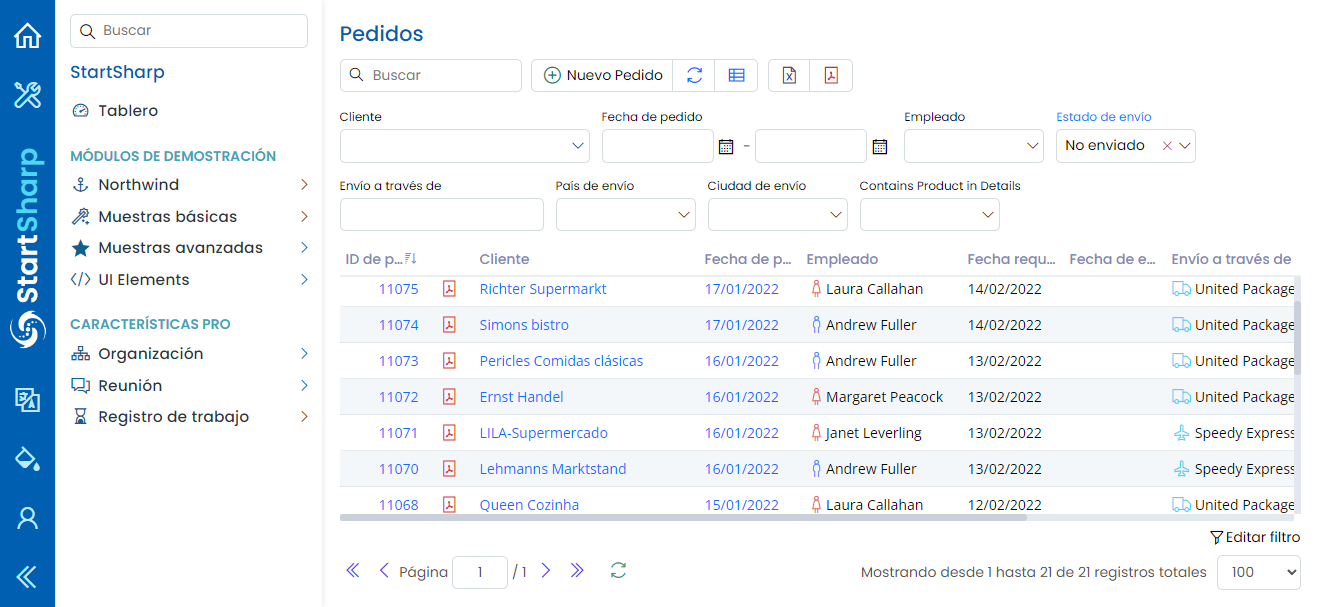 StartSharp
Buscar
StartSharp
Tablero
MÓDULOS DE DEMOSTRACIÓN
Northwind
Muestras básicas
Muestras avanzadas
UI Elements
CARACTERÍSTICAS PRO
Organización
Reunión
Registro de trabajo
Pedidos
Buscar Nuevo Pedido
Cliente Fecha de pedido Empleado Estado de envío
- No enviado
Envío a través de País de envío Ciudad de envío Contains Product in Details
ID de p... Cliente Fecha de p... Empleado Fecha requ... Fecha de e... Envío a través de
11075 Richter Supermarkt 17/01/2022 Laura Callahan 14/02/2022 United Package
11074 Simons bistro 17/01/2022 Andrew Fuller 14/02/2022 United Package
11073 Pericles Comidas clásicas 16/01/2022 Andrew Fuller 13/02/2022 United Package
11072 Ernst Handel 16/01/2022 Margaret Peacock 13/02/2022 United Package
11071 LILA-Supermercado 16/01/2022 Janet Leverling 13/02/2022 Speedy Express
11070 Lehmanns Marktstand 16/01/2022 Andrew Fuller 13/02/2022 Speedy Express
11068 Queen Cozinha 15/01/2022 Laura Callahan 12/02/2022 United Package
Editar filtro
Página 1 / 1 Mostrando desde 1 hasta 21 de 21 registros totales 100